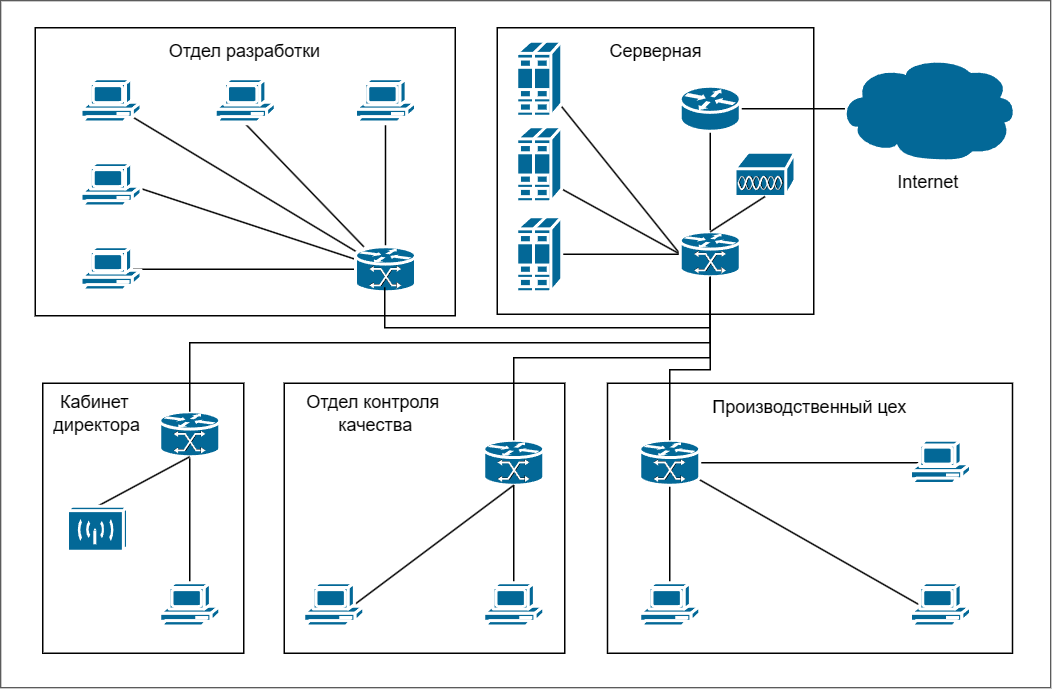 Отдел разработки
Серверная
Internet
Кабинет
директора
Отдел контроля
качества
Производственный цех